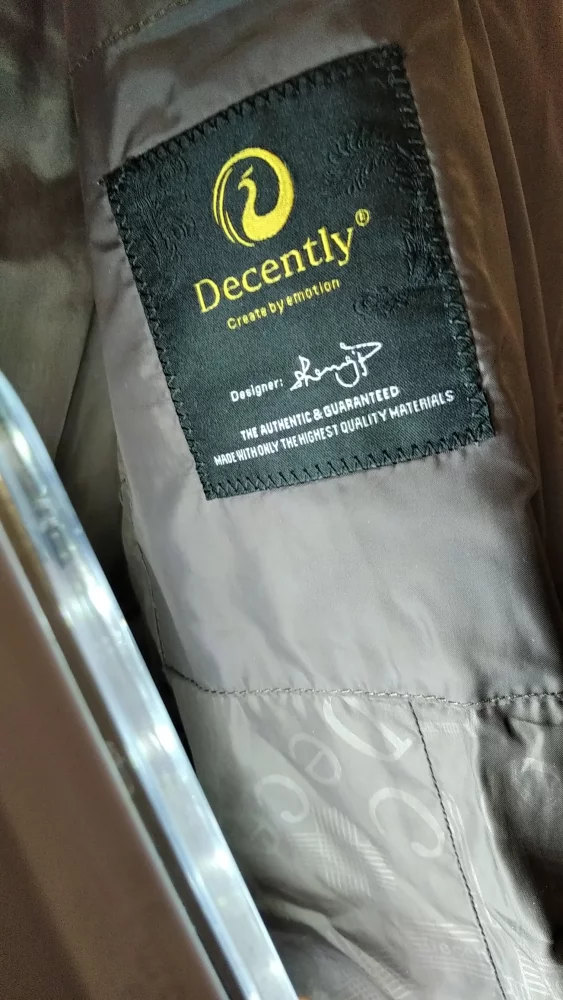 Decently®
Create by emotion
Designer:
THE AUTHENTIC & GUARANTEED
MADE WITH ONLY THE HIGHEST QUALITY MATERIALS